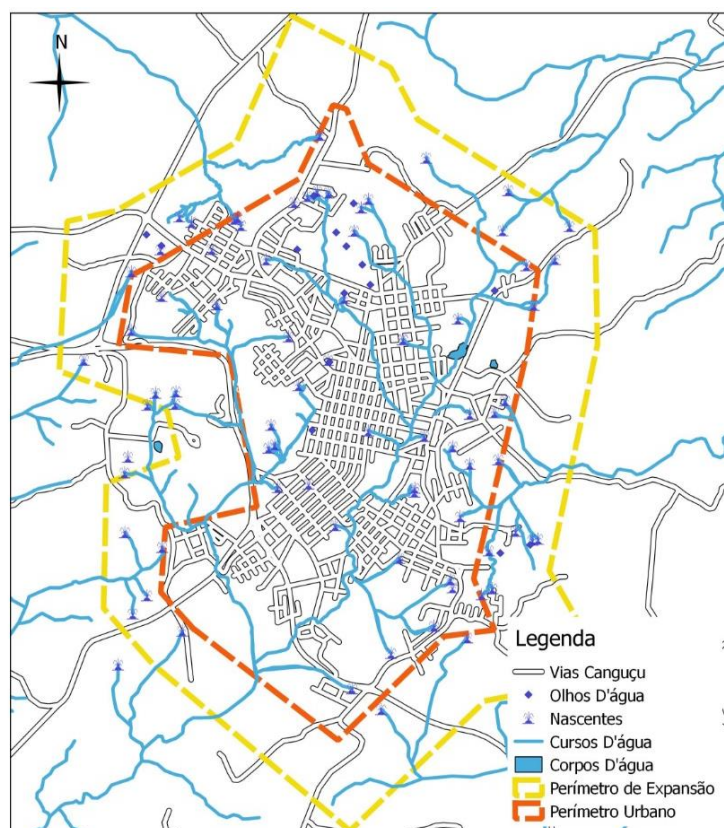 N
Legenda
Vias Canguçu
Olhos D'água
Nascentes
Cursos D'água
Corpos D'Água
Perímetro de Expansão
Perímetro Urbano